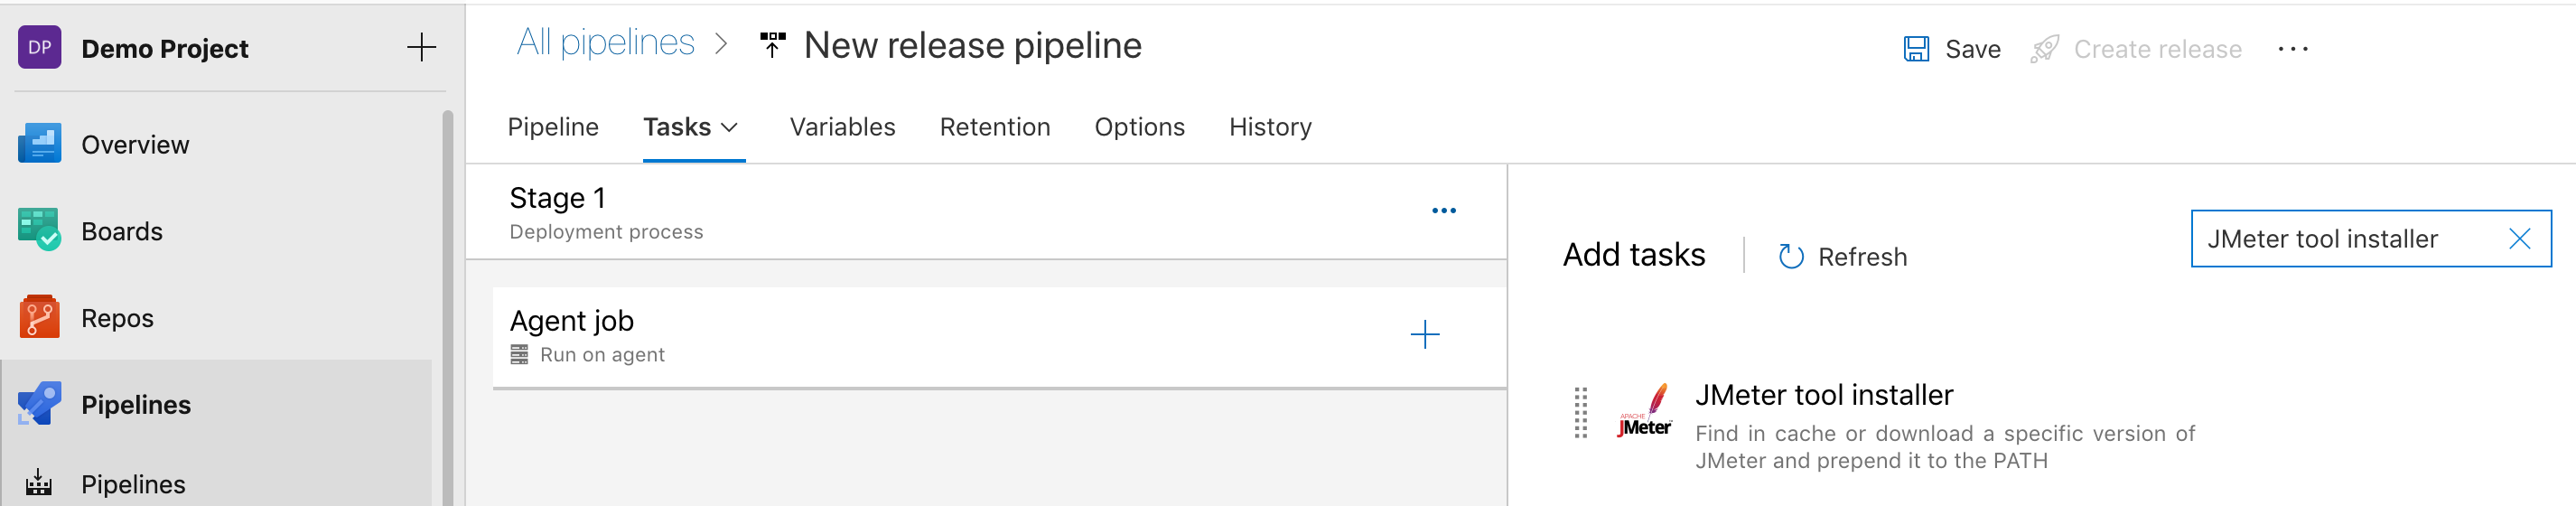 DP Demo Project
Overview
Boards
Repos
Pipelines
Pipelines
All pipelines > New release pipeline
Save Create release ...
Pipeline Tasks Variables Retention Options History
Stage 1
Deployment process
Agent job
Run on agent
Add tasks Refresh
JMeter tool installer
APACHE
JMeter™
JMeter tool installer
Find in cache or download a specific version of
JMeter and prepend it to the PATH